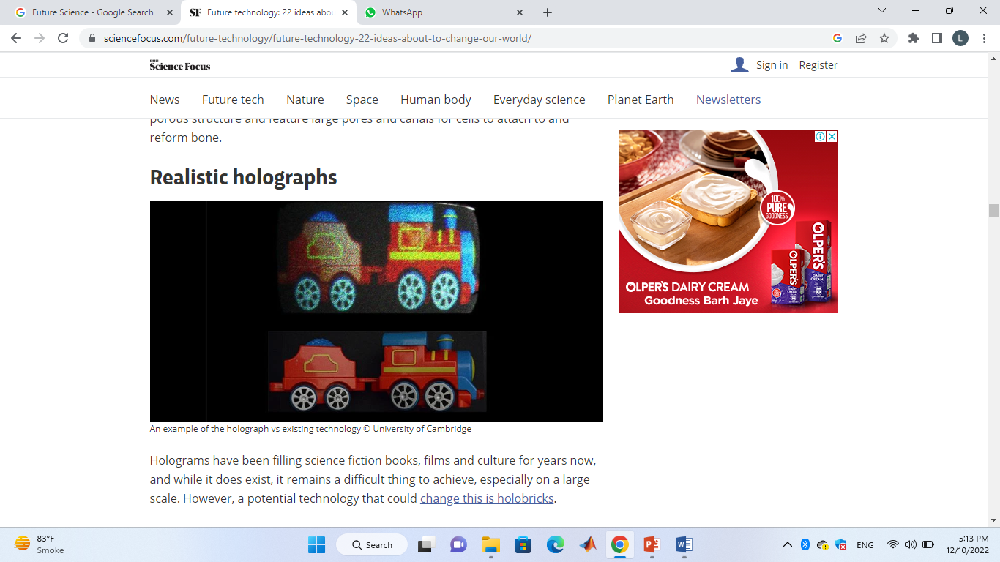 Future Science - Google Search
SF Future technology: 22 ideas abou
WhatsApp
sciencefocus.com/future-technology/future-technology-22-ideas-about-to-change-our-world/
L
Science Focus
Sign in | Register
News Future tech Nature Space Human body Everyday science Planet Earth Newsletters
porous structure and feature large pores and canals for cells to attach to and
reform bone.
Realistic holographs
An example of the holograph vs existing technology © University of Cambridge
Holograms have been filling science fiction books, films and culture for years now,
and while it does exist, it remains a difficult thing to achieve, especially on a large
scale. However, a potential technology that could change this is holobricks.
100%
PURE
GOODNESS
OLPER'S
DAIRY
CREAM
OLPER'S
DAIRY
CREAM
OLPER'S DAIRY CREAM
Goodness Barh Jaye
83°F
Smoke
Search
ENG
5:13 PM
12/10/2022